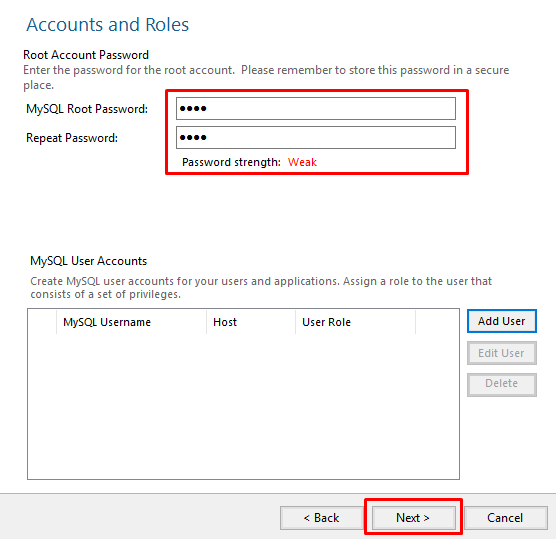 Accounts and Roles
Root Account Password
Enter the password for the root account.  Please remember to store this password in a secure
place.
MySQL Root Password: ●●●●
Repeat Password: ●●●●
Password strength: Weak
MySQL User Accounts
Create MySQL user accounts for your users and applications. Assign a role to the user that
consists of a set of privileges.
MySQL Username Host User Role
Add User
Edit User
Delete
< Back Next > Cancel